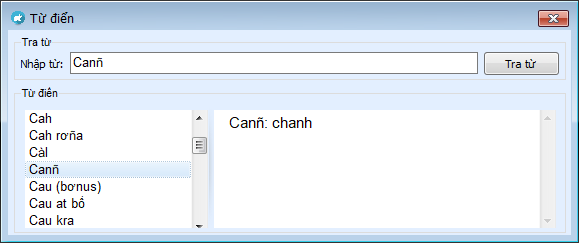 Từ điển
Tra từ
Nhập từ:
Canñ
Tra từ
Từ điển
Cah
Cah rơña
Càl
Canñ
Cau (bơnus)
Cau at bồ
Cau kra
Canñ: chanh